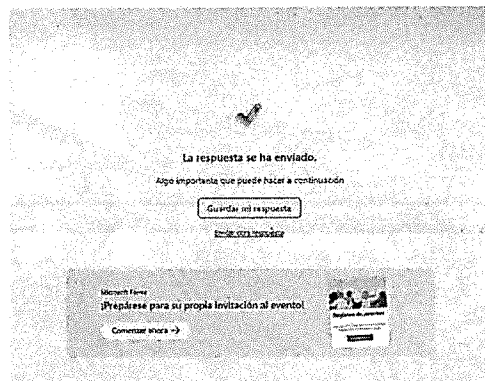 La respuesta se ha enviado.
Algo importante que puede hacer a continuación
Guardar mi respuesta
Enviar otra respuesta
Microsoft Forms
¡Prepárese para su propia invitación al evento!
Comenzar ahora →